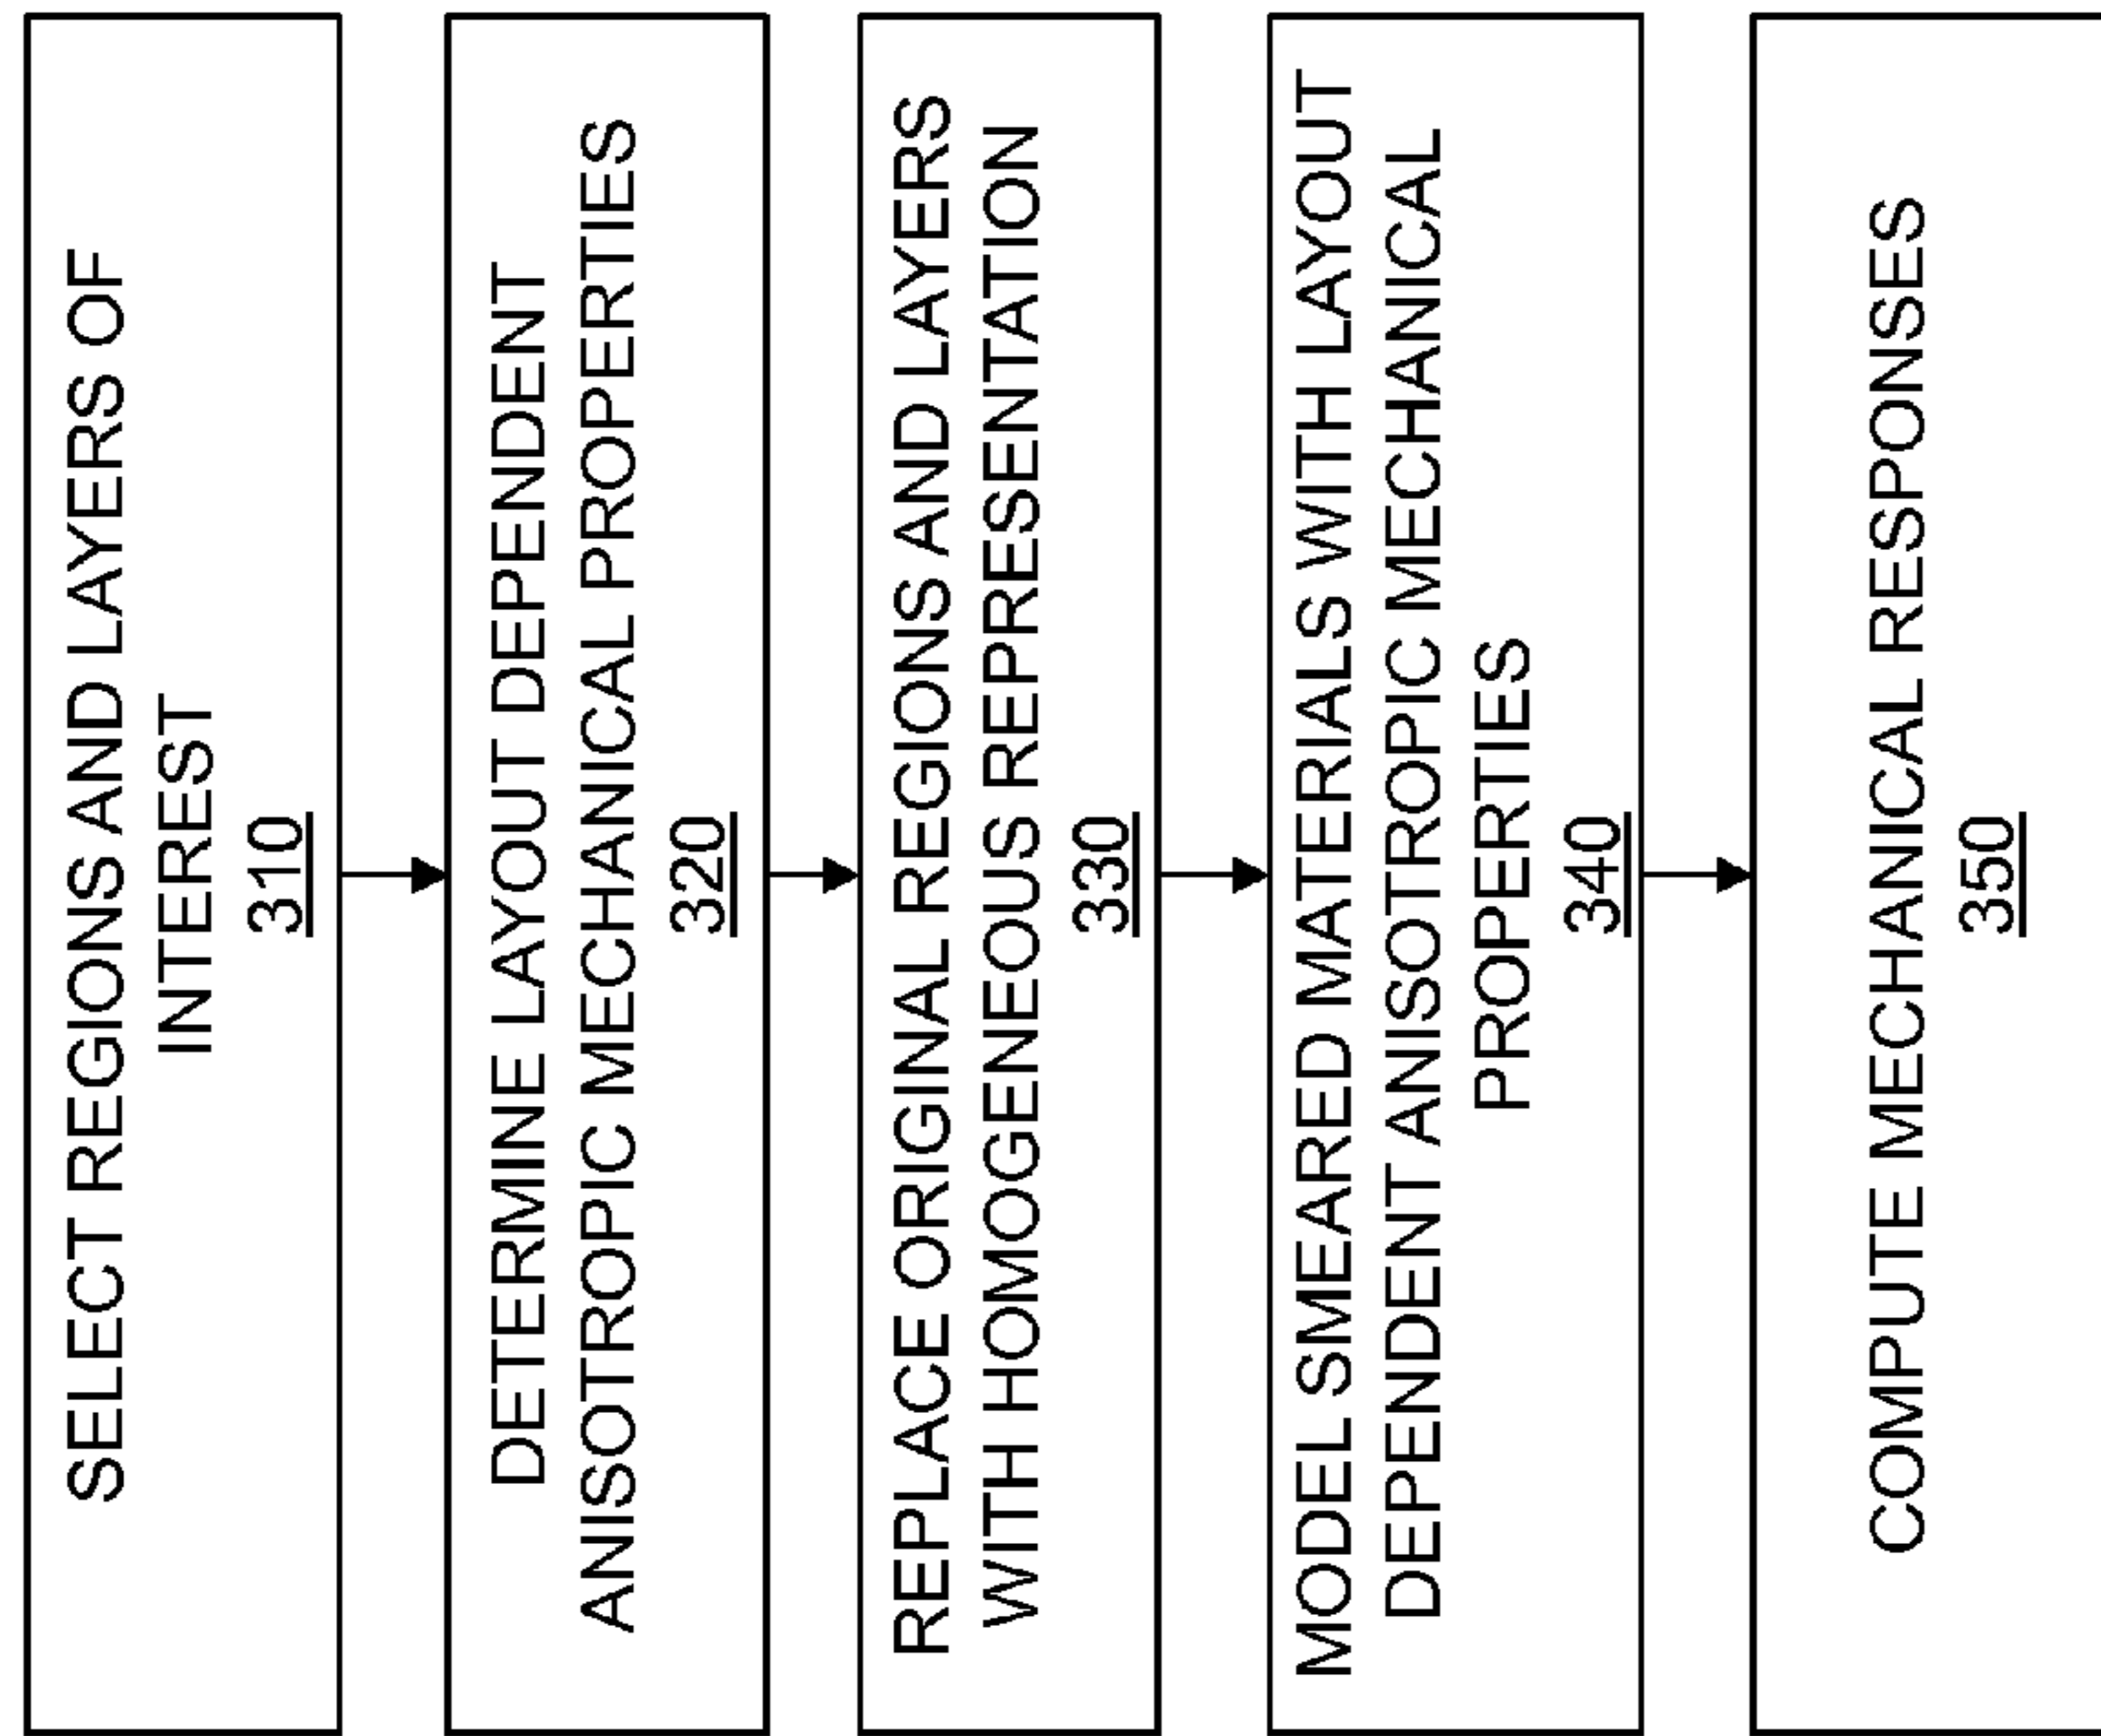 SELECT REGIONS AND LAYERS OF
INTEREST
310
DETERMINE LAYOUT DEPENDENT
ANISOTROPIC MECHANICAL PROPERTIES
320
REPLACE ORIGINAL REGIONS AND LAYERS
WITH HOMOGENEOUS REPRESENTATION
330
MODEL SMEARED MATERIALS WITH LAYOUT
DEPENDENT ANISOTROPIC MECHANICAL
PROPERTIES
340
COMPUTE MECHANICAL RESPONSES
350